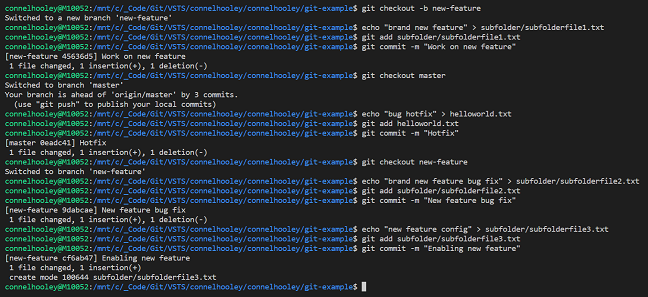 connelhooley@M10052:/mnt/c/_Code/Git/VSTS/connelhooley/git-example$ git checkout -b new-feature
Switched to a new branch 'new-feature'
connelhooley@M10052:/mnt/c/_Code/Git/VSTS/connelhooley/git-example$ echo "brand new feature" > subfolder/subfolderfile1.txt
connelhooley@M10052:/mnt/c/_Code/Git/VSTS/connelhooley/git-example$ git add subfolder/subfolderfile1.txt
connelhooley@M10052:/mnt/c/_Code/Git/VSTS/connelhooley/git-example$ git commit -m "Work on new feature"
[new-feature 45636d5] Work on new feature
 1 file changed, 1 insertion(+), 1 deletion(-)
connelhooley@M10052:/mnt/c/_Code/Git/VSTS/connelhooley/git-example$ git checkout master
Switched to branch 'master'
Your branch is ahead of 'origin/master' by 3 commits.
  (use "git push" to publish your local commits)
connelhooley@M10052:/mnt/c/_Code/Git/VSTS/connelhooley/git-example$ echo "bug hotfix" > helloworld.txt
connelhooley@M10052:/mnt/c/_Code/Git/VSTS/connelhooley/git-example$ git add helloworld.txt
connelhooley@M10052:/mnt/c/_Code/Git/VSTS/connelhooley/git-example$ git commit -m "Hotfix"
[master 0eadc41] Hotfix
 1 file changed, 1 insertion(+), 1 deletion(-)
connelhooley@M10052:/mnt/c/_Code/Git/VSTS/connelhooley/git-example$ git checkout new-feature
Switched to branch 'new-feature'
connelhooley@M10052:/mnt/c/_Code/Git/VSTS/connelhooley/git-example$ echo "brand new feature bug fix" > subfolder/subfolderfile2.txt
connelhooley@M10052:/mnt/c/_Code/Git/VSTS/connelhooley/git-example$ git add subfolder/subfolderfile2.txt
connelhooley@M10052:/mnt/c/_Code/Git/VSTS/connelhooley/git-example$ git commit -m "New feature bug fix"
[new-feature 9dabcae] New feature bug fix
 1 file changed, 1 insertion(+), 1 deletion(-)
connelhooley@M10052:/mnt/c/_Code/Git/VSTS/connelhooley/git-example$ echo "new feature config" > subfolder/subfolderfile3.txt
connelhooley@M10052:/mnt/c/_Code/Git/VSTS/connelhooley/git-example$ git add subfolder/subfolderfile3.txt
connelhooley@M10052:/mnt/c/_Code/Git/VSTS/connelhooley/git-example$ git commit -m "Enabling new feature"
[new-feature cf6ab47] Enabling new feature
 1 file changed, 1 insertion(+)
 create mode 100644 subfolder/subfolderfile3.txt
connelhooley@M10052:/mnt/c/_Code/Git/VSTS/connelhooley/git-example$